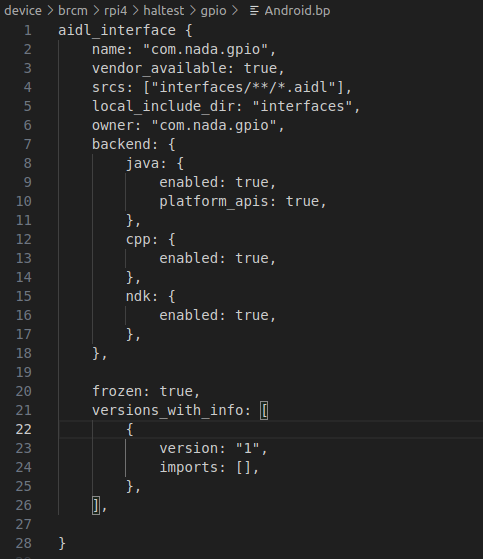 device > brcm > rpi4 > haltest > gpio > Android.bp
1 aidl_interface {
2     name: "com.nada.gpio",
3     vendor_available: true,
4     srcs: ["interfaces/**/*.aidl"],
5     local_include_dir: "interfaces",
6     owner: "com.nada.gpio",
7     backend: {
8         java: {
9             enabled: true,
10             platform_apis: true,
11         },
12         cpp: {
13             enabled: true,
14         },
15         ndk: {
16             enabled: true,
17         },
18     },
19
20     frozen: true,
21     versions_with_info: [
22         {
23             version: "1",
24             imports: [],
25         },
26     ],
27
28 }